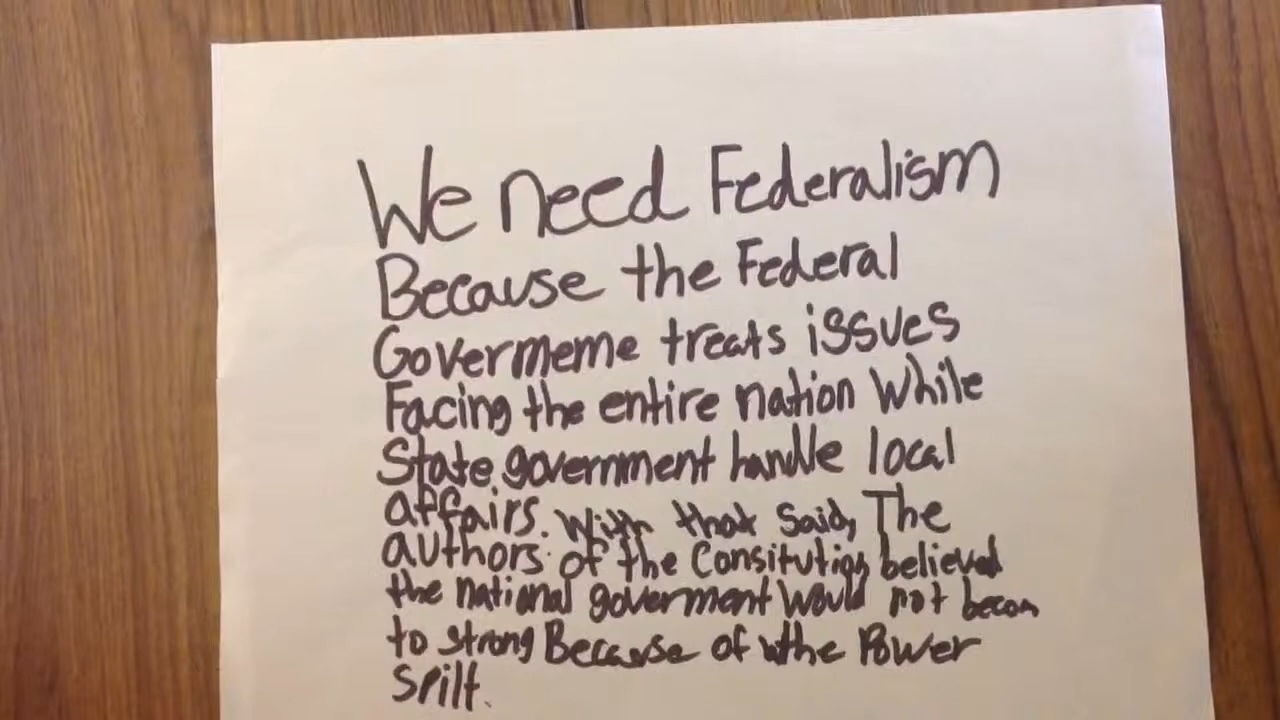 We need Federalism
Because the Federal
Govermeme treats issues
Facing the entire nation While
State government handle local
affairs. With that said, The
authors of the Consitution believed
the national goverment Would not becom
to strong Because of the Power
Spilt.